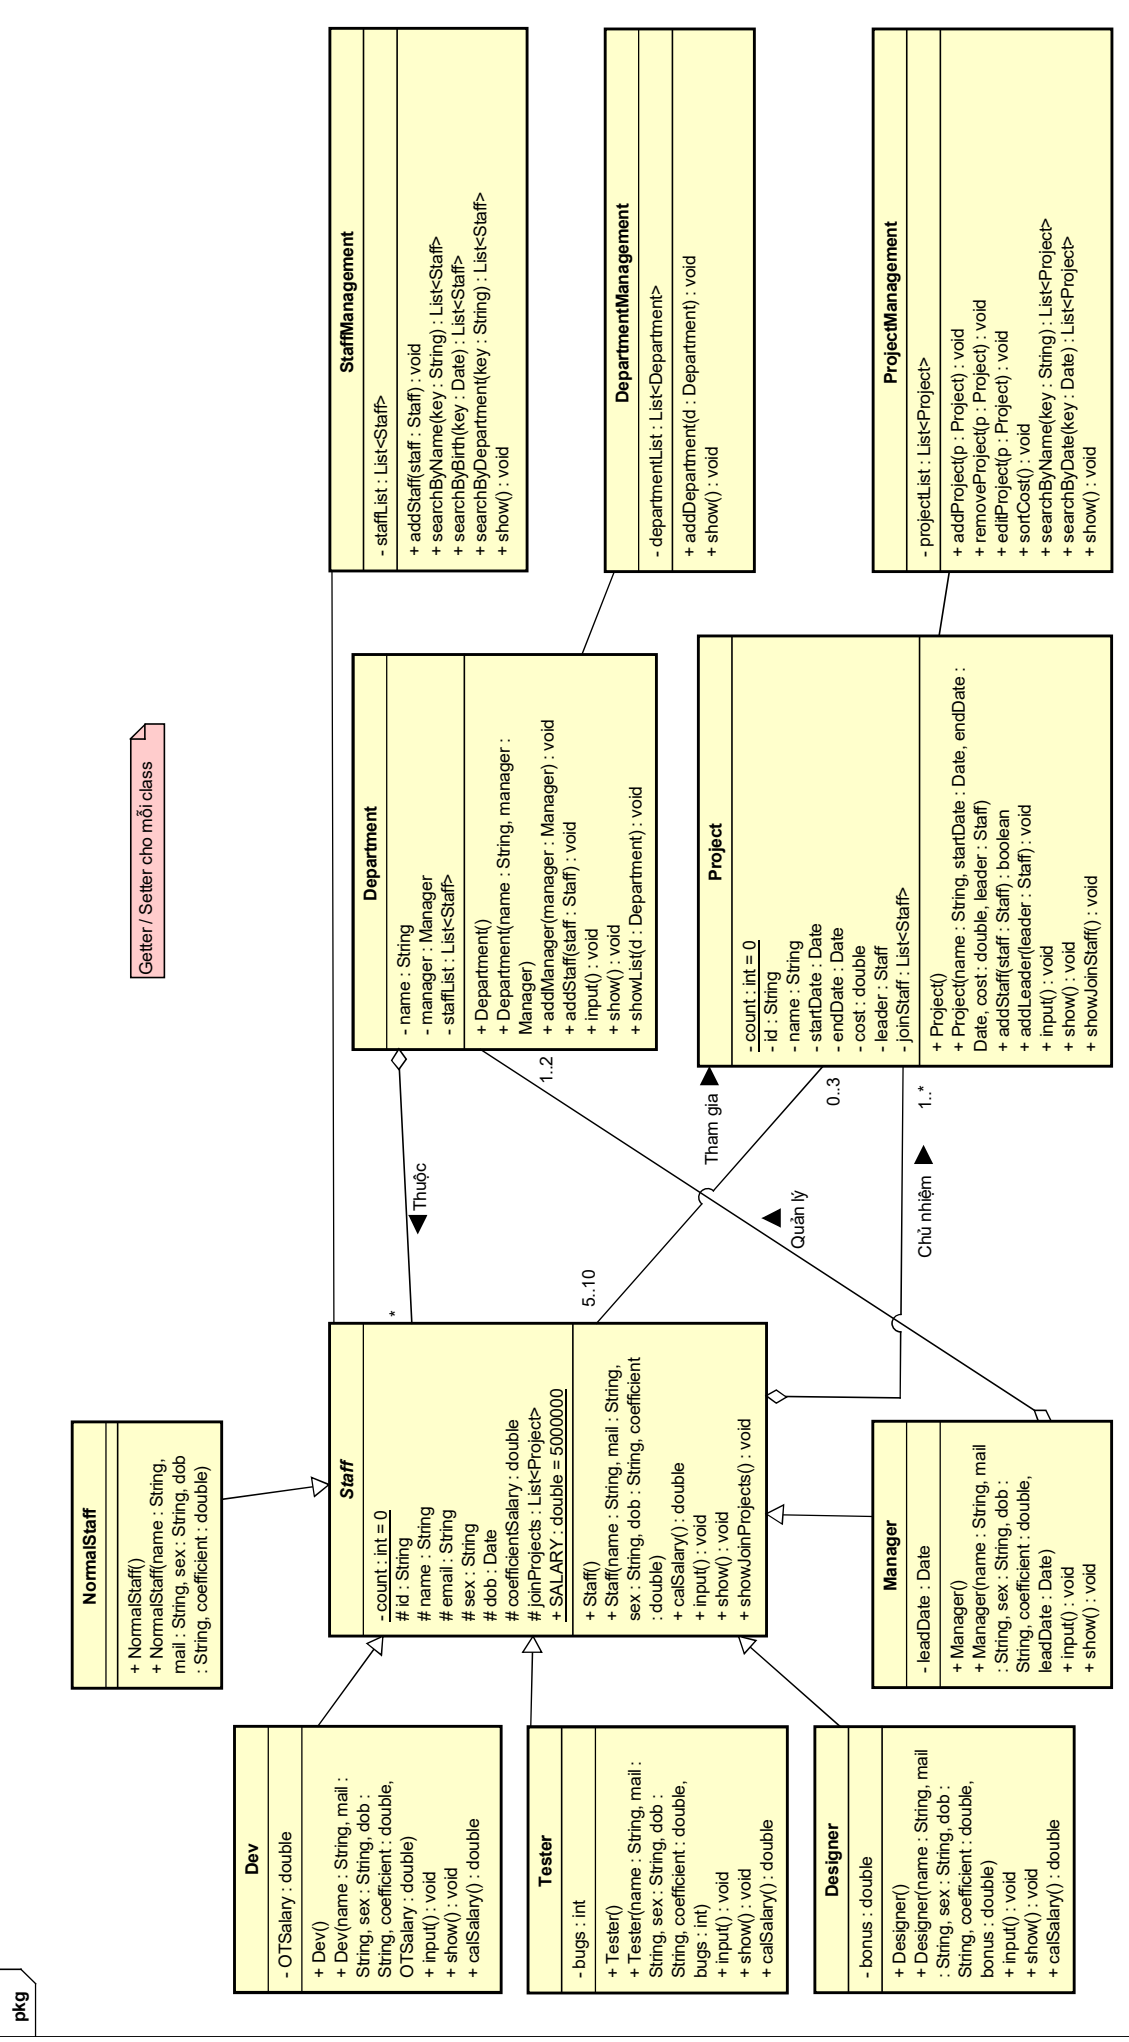 pkg
Getter / Setter cho mỗi class
NormalStaff
+ NormalStaff()
+ NormalStaff(name : String,
mail : String, sex : String, dob
: String, coefficient : double)
Dev
- OTSalary : double
+ Dev()
+ Dev(name : String, mail :
String, sex : String, dob :
String, coefficient : double,
OTSalary : double)
+ input() : void
+ show() : void
+ calSalary() : double
Tester
- bugs : int
+ Tester()
+ Tester(name : String, mail :
String, sex : String, dob :
String, coefficient : double,
bugs : int)
+ input() : void
+ show() : void
+ calSalary() : double
Designer
- bonus : double
+ Designer()
+ Designer(name : String, mail
: String, sex : String, dob :
String, coefficient : double,
bonus : double)
+ input() : void
+ show() : void
+ calSalary() : double
Staff
- count : int = 0
# id : String
# name : String
# email : String
# sex : String
# dob : Date
# coefficientSalary : double
# joinProjects : List<Project>
+ SALARY : double = 5000000
+ Staff()
+ Staff(name : String, mail : String,
sex : String, dob : String, coefficient
: double)
+ calSalary() : double
+ input() : void
+ show() : void
+ showJoinProjects() : void
Manager
- leadDate : Date
+ Manager()
+ Manager(name : String, mail
: String, sex : String, dob :
String, coefficient : double,
leadDate : Date)
+ input() : void
+ show() : void
*
Thuộc
5..10
Tham gia
0..3
Quản lý
1..2
Chủ nhiệm
1..*
Department
- name : String
- manager : Manager
- staffList : List<Staff>
+ Department()
+ Department(name : String, manager :
Manager)
+ addManager(manager : Manager) : void
+ addStaff(staff : Staff) : void
+ input() : void
+ show() : void
+ showList(d : Department) : void
Project
- count : int = 0
- id : String
- name : String
- startDate : Date
- endDate : Date
- cost : double
- leader : Staff
- joinStaff : List<Staff>
+ Project()
+ Project(name : String, startDate : Date, endDate :
Date, cost : double, leader : Staff)
+ addStaff(staff : Staff) : boolean
+ addLeader(leader : Staff) : void
+ input() : void
+ show() : void
+ showJoinStaff() : void
StaffManagement
- staffList : List<Staff>
+ addStaff(staff : Staff) : void
+ searchByName(key : String) : List<Staff>
+ searchByBirth(key : Date) : List<Staff>
+ searchByDepartment(key : String) : List<Staff>
+ show() : void
DepartmentManagement
- departmentList : List<Department>
+ addDepartment(d : Department) : void
+ show() : void
ProjectManagement
- projectList : List<Project>
+ addProject(p : Project) : void
+ removeProject(p : Project) : void
+ editProject(p : Project) : void
+ sortCost() : void
+ searchByName(key : String) : List<Project>
+ searchByDate(key : Date) : List<Project>
+ show() : void